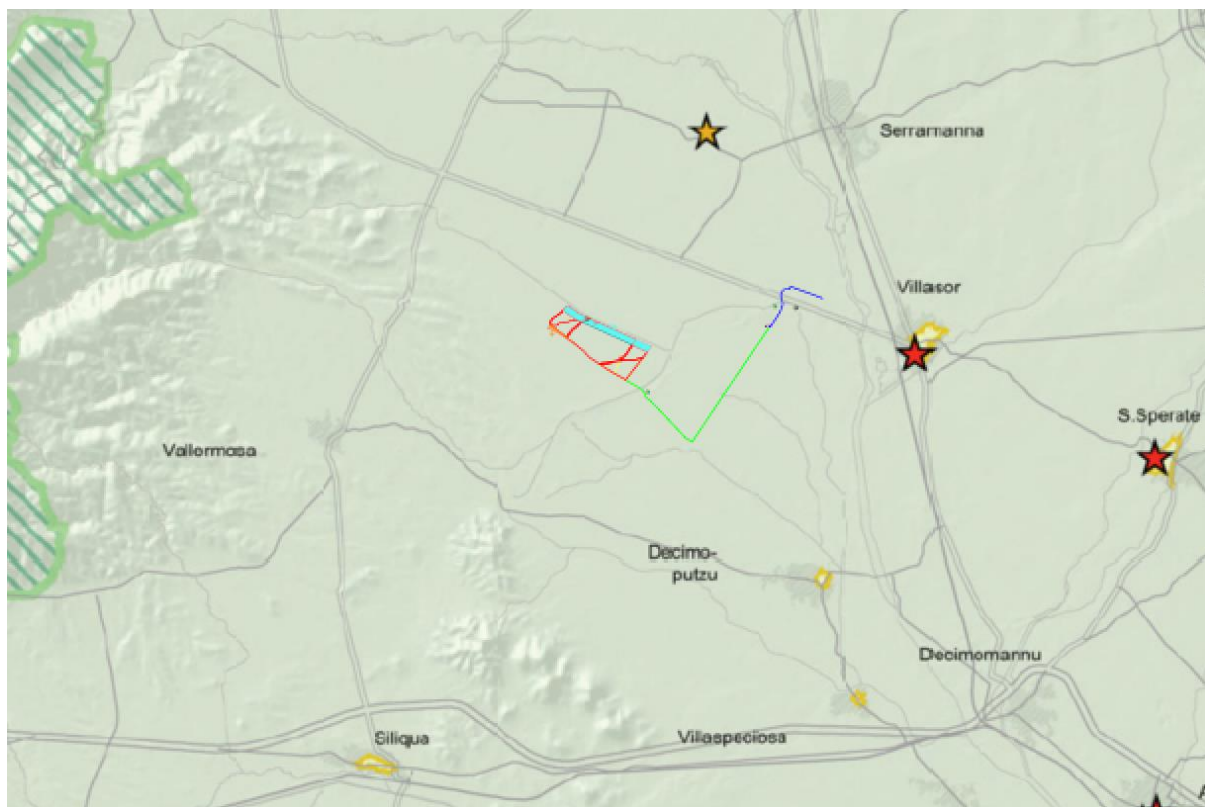 Serramanna
Villasor
S.Sperate
Vallermosa
Decimo-
putzu
Decimomannu
Villaspeciosa
Siliqua
A